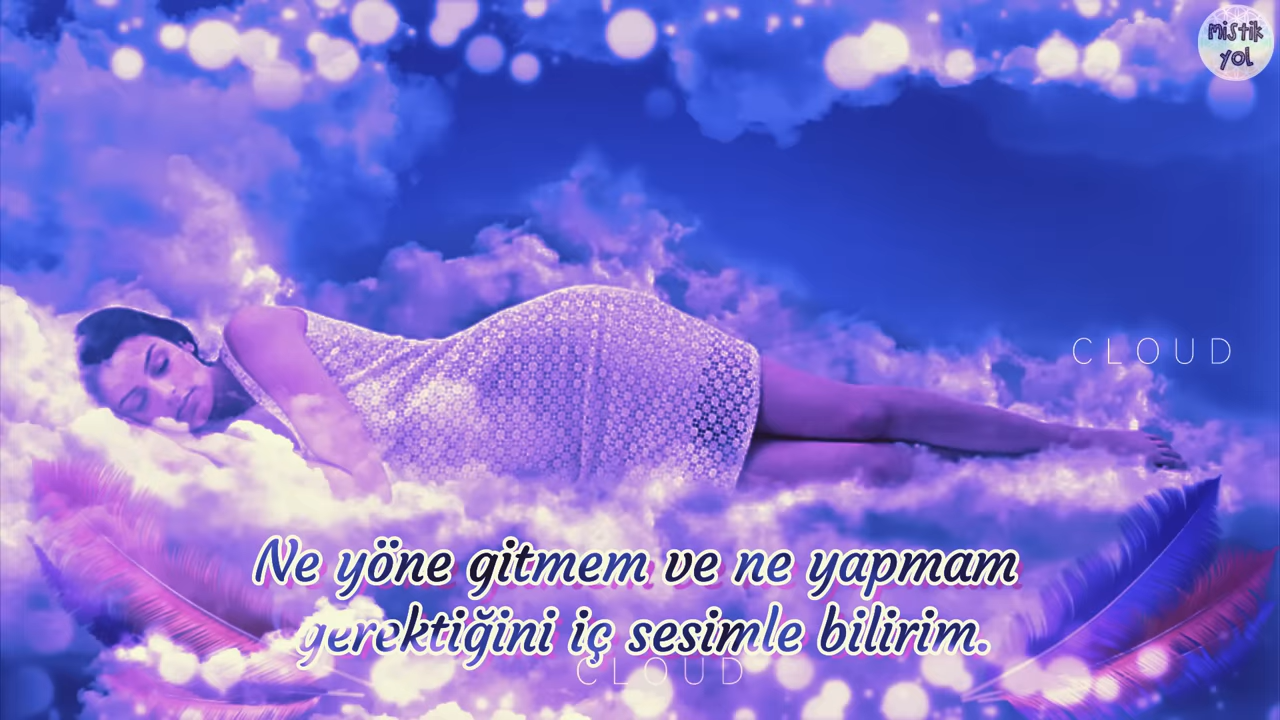 mistik
yol
CLOUD
Ne yöne gitmem ve ne yapmam
gerektiğini iç sesimle bilirim.
CLOUD